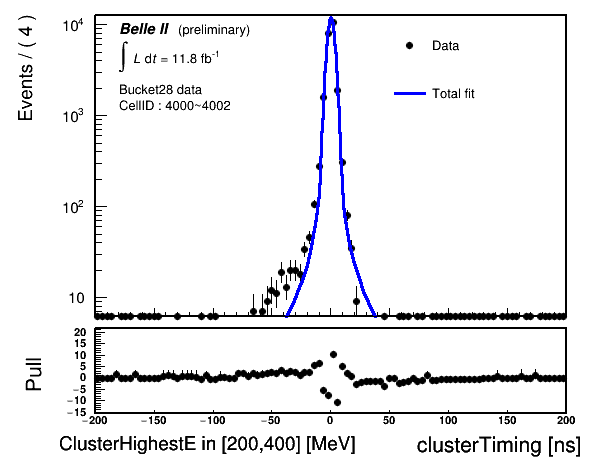 Belle II (preliminary)
∫ L dt = 11.8 fb⁻¹
Bucket28 data
CellID : 4000~4002
Data
Total fit
Events / ( 4 )
10⁴
10³
10²
10
Pull
20
15
10
5
0
−5
−10
−15
−200 −150 −100 −50 0 50 100 150 200
ClusterHighestE in [200,400] [MeV] clusterTiming [ns]